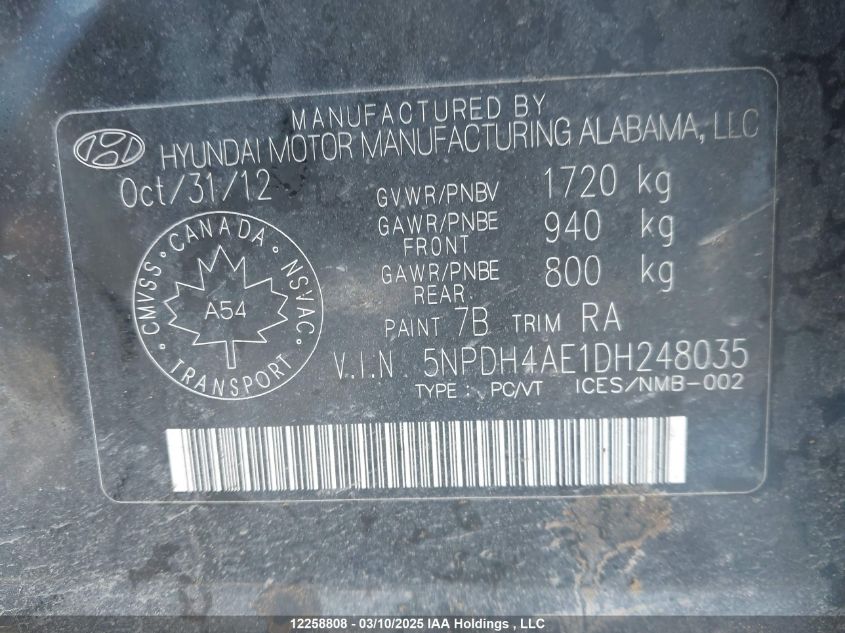 MANUFACTURED BY
HYUNDAI MOTOR MANUFACTURING ALABAMA, LLC
Oct/31/12
GVWR/PNBV 1720 kg
GAWR/PNBE FRONT 940 kg
GAWR/PNBE REAR 800 kg
PAINT 7B TRIM RA
CANADA
CMVSS • NSVAC
A54
TRANSPORT
V.I.N 5NPDH4AE1DH248035
TYPE : PC/VT ICES/NMB-002
12258808 - 03/10/2025 IAA Holdings , LLC